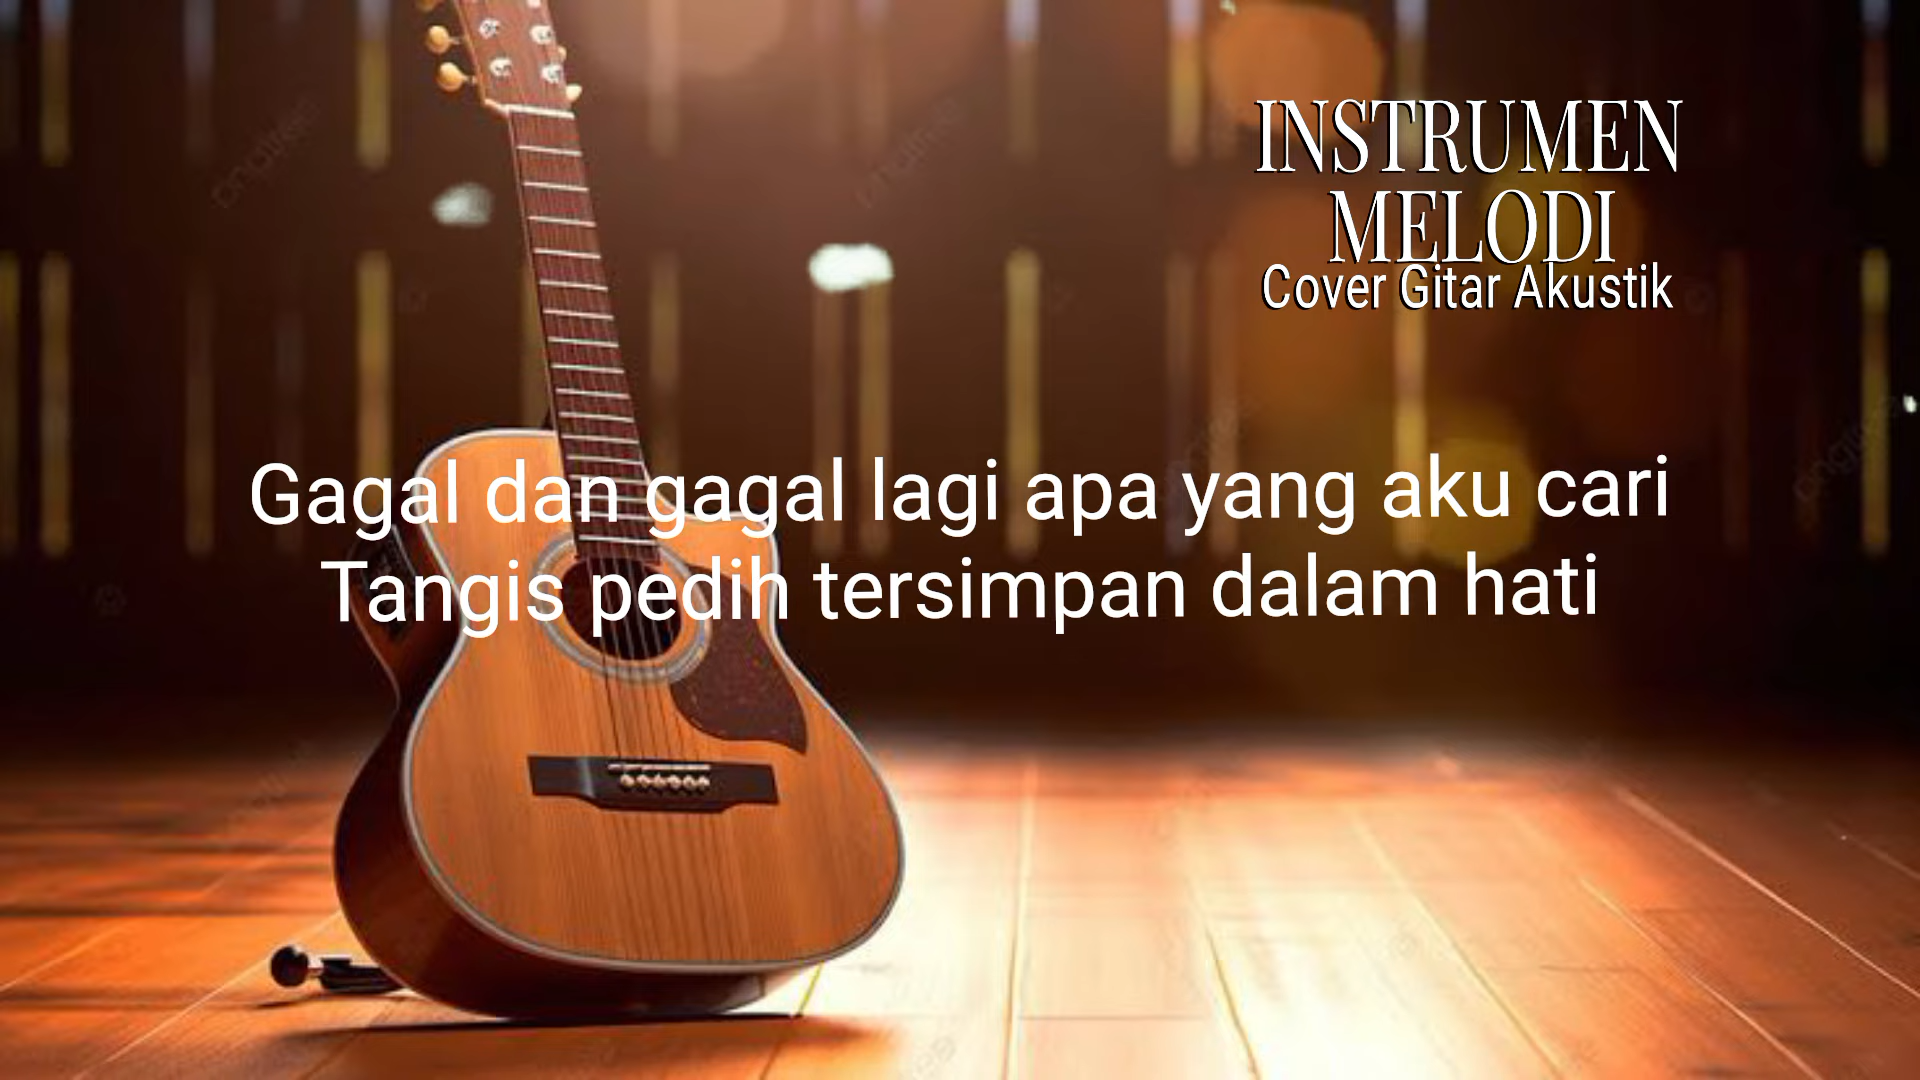 INSTRUMEN
MELODI
Cover Gitar Akustik
Gagal dan gagal lagi apa yang aku cari
Tangis pedih tersimpan dalam hati